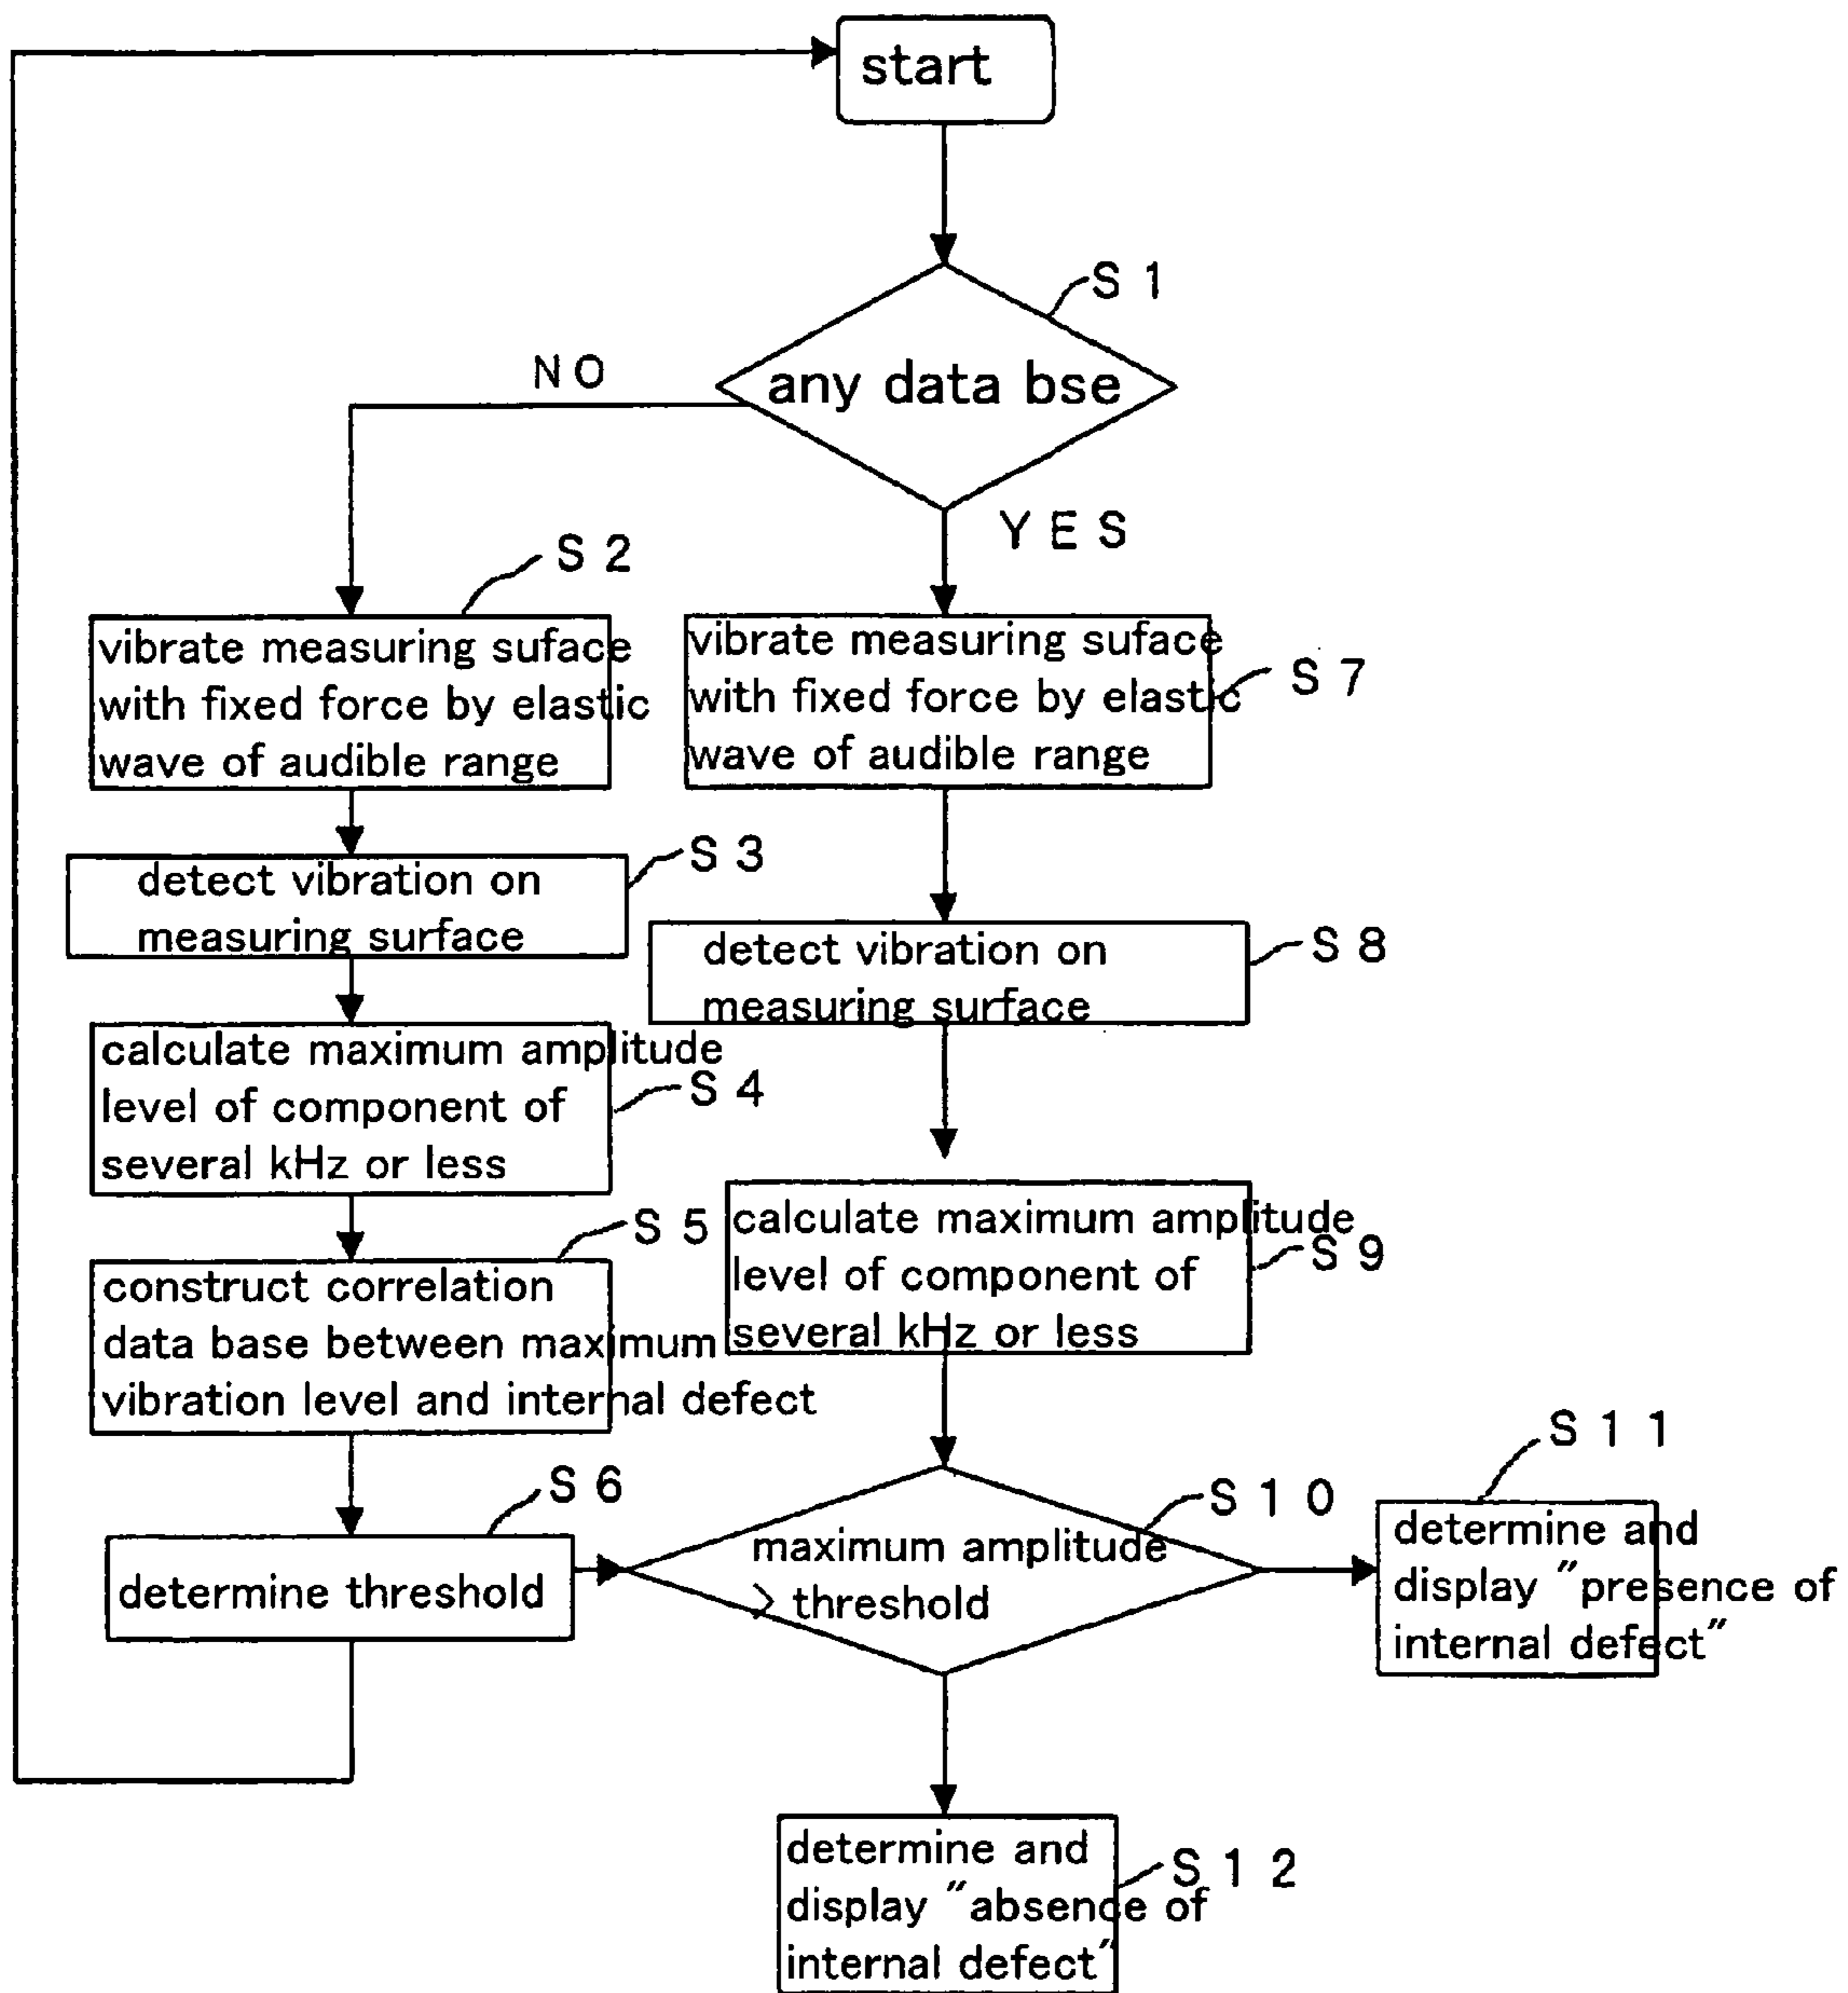 start
S 1
any data bse
NO
YES
S 2
vibrate measuring suface
with fixed force by elastic
wave of audible range
S 3
detect vibration on
measuring surface
S 4
calculate maximum amplitude
level of component of
several kHz or less
S 5
construct correlation
data base between maximum
vibration level and internal defect
S 6
determine threshold
S 7
vibrate measuring suface
with fixed force by elastic
wave of audible range
S 8
detect vibration on
measuring surface
S 9
calculate maximum amplitude
level of component of
several kHz or less
S 1 0
maximum amplitude
> threshold
S 1 1
determine and
display "presence of
internal defect"
S 1 2
determine and
display "absence of
internal defect"